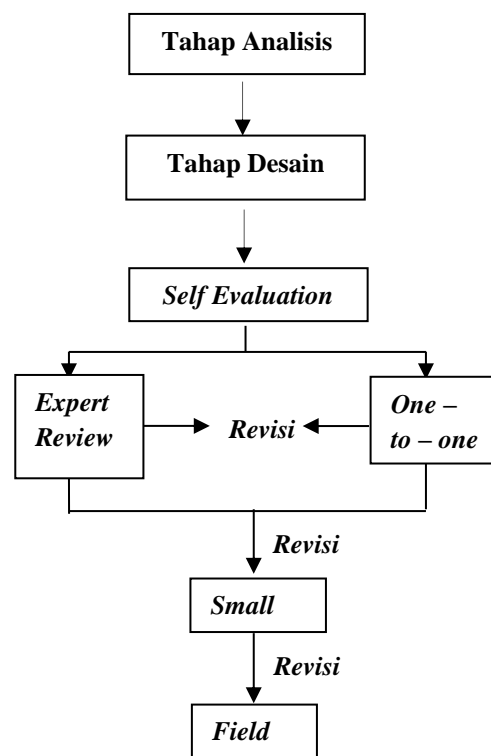 Tahap Analisis
Tahap Desain
Self Evaluation
Expert
Review
Revisi
One –
to – one
Revisi
Small
Revisi
Field